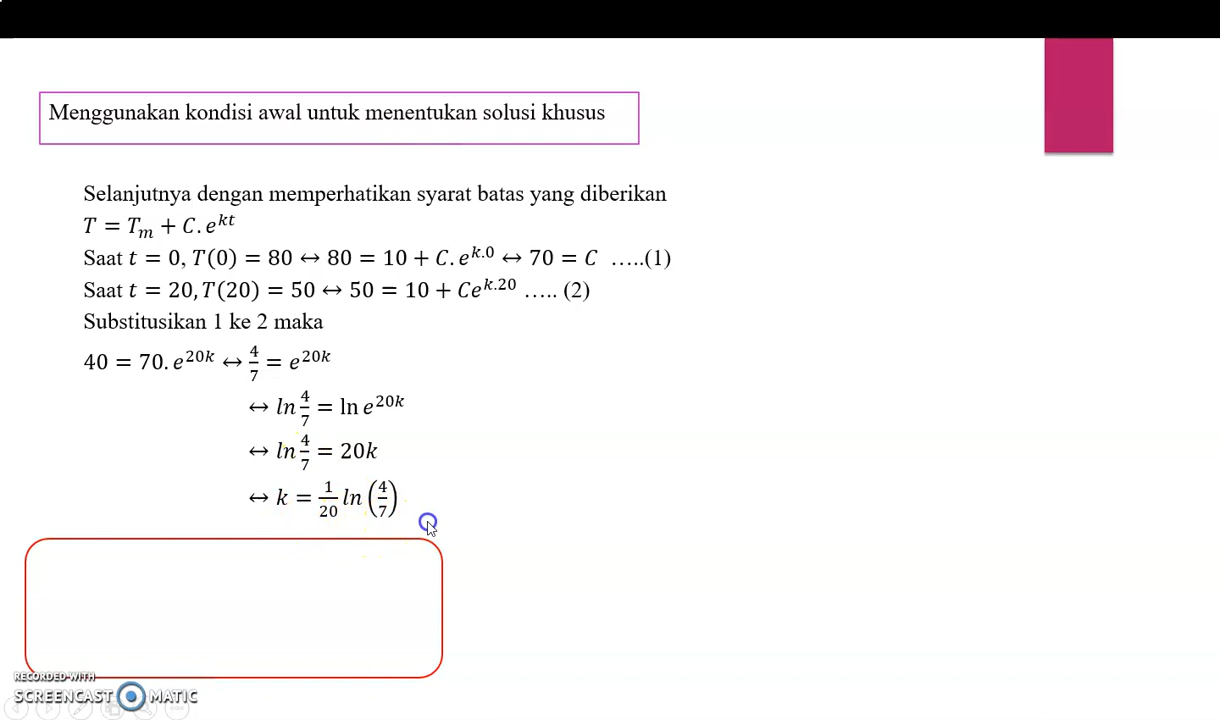 Menggunakan kondisi awal untuk menentukan solusi khusus
Selanjutnya dengan memperhatikan syarat batas yang diberikan
T = Tₘ + C. eᵏᵗ
Saat t = 0, T(0) = 80 ↔ 80 = 10 + C. e^{k.0} ↔ 70 = C …..(1)
Saat t = 20, T(20) = 50 ↔ 50 = 10 + Ce^{k.20} ….. (2)
Substitusikan 1 ke 2 maka
40 = 70. e^{20k} ↔ 4/7 = e^{20k}
↔ ln 4/7 = ln e^{20k}
↔ ln 4/7 = 20k
↔ k = 1/20 ln (4/7)
RECORDED WITH
SCREENCAST MATIC